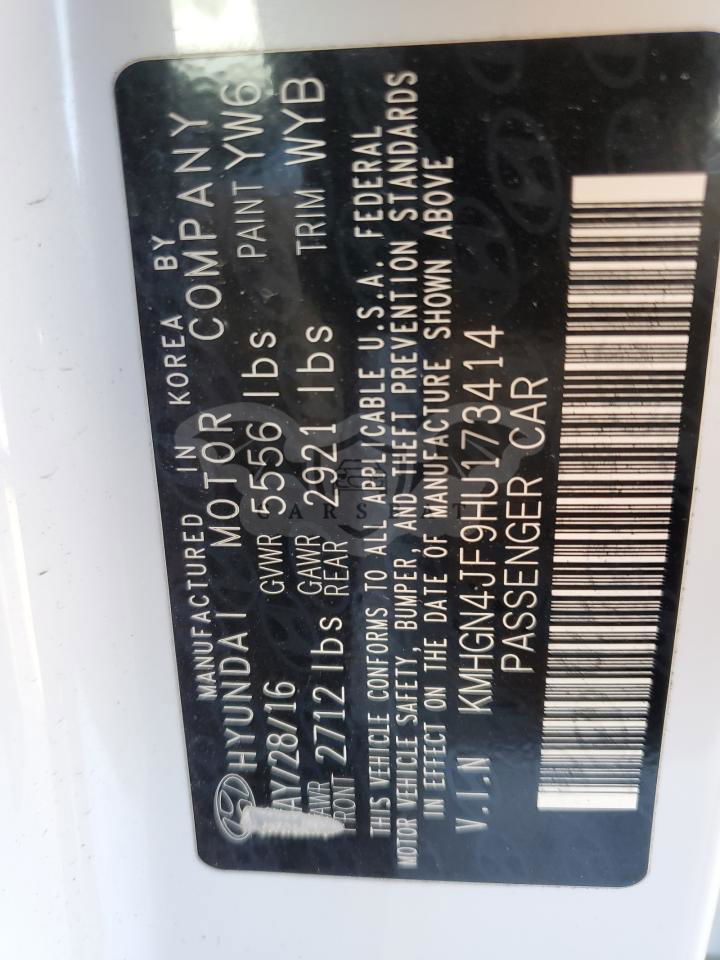 MANUFACTURED IN KOREA BY
HYUNDAI MOTOR COMPANY
AY/28/16 GVWR 5556 lbs PAINT YW6
FRONT 2712 lbs GAWR REAR 2921 lbs TRIM WYB
THIS VEHICLE CONFORMS TO ALL APPLICABLE U.S.A. FEDERAL
MOTOR VEHICLE SAFETY, BUMPER, AND THEFT PREVENTION STANDARDS
IN EFFECT ON THE DATE OF MANUFACTURE SHOWN ABOVE
V.I.N KMHGN4JF9HU173414
PASSENGER CAR